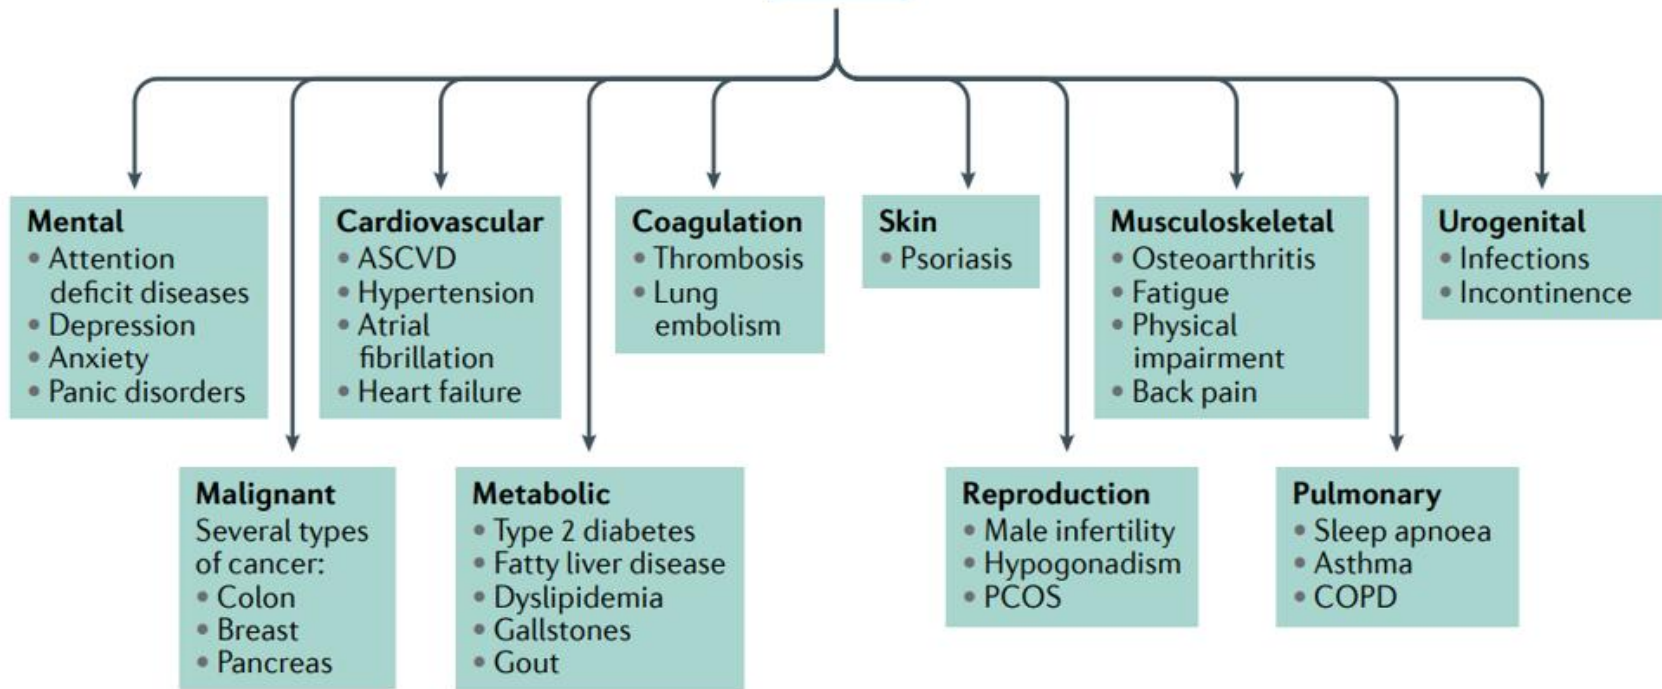 Mental
• Attention
deficit diseases
• Depression
• Anxiety
• Panic disorders
Cardiovascular
• ASCVD
• Hypertension
• Atrial
fibrillation
• Heart failure
Coagulation
• Thrombosis
• Lung
embolism
Skin
• Psoriasis
Musculoskeletal
• Osteoarthritis
• Fatigue
• Physical
impairment
• Back pain
Urogenital
• Infections
• Incontinence
Malignant
Several types
of cancer:
• Colon
• Breast
• Pancreas
Metabolic
• Type 2 diabetes
• Fatty liver disease
• Dyslipidemia
• Gallstones
• Gout
Reproduction
• Male infertility
• Hypogonadism
• PCOS
Pulmonary
• Sleep apnoea
• Asthma
• COPD